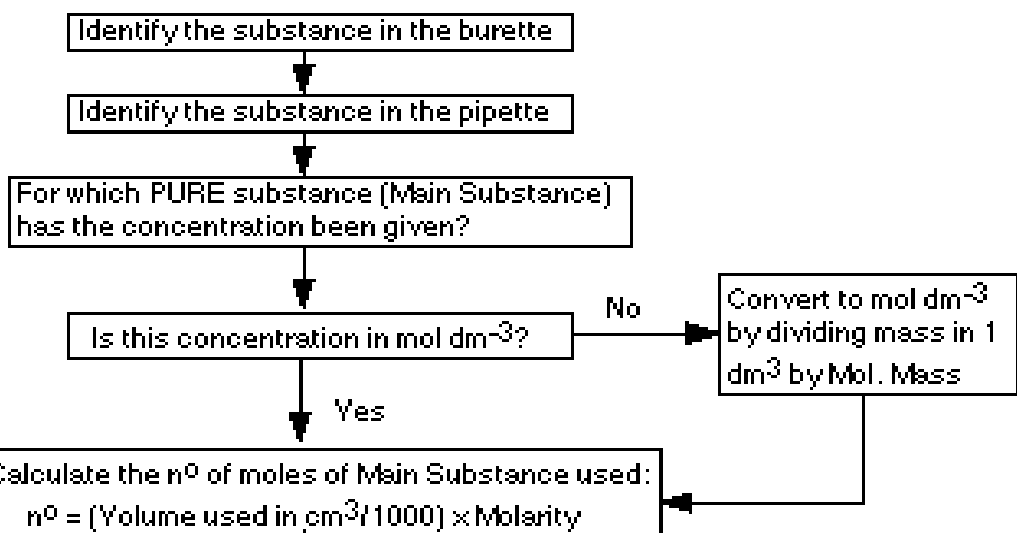 Identify the substance in the burette
Identify the substance in the pipette
For which PURE substance (Main Substance)
has the concentration been given?
Is this concentration in mol dm⁻³?
No
Convert to mol dm⁻³
by dividing mass in 1
dm³ by Mol. Mass
Yes
Calculate the nº of moles of Main Substance used:
nº = (Volume used in cm³/1000) x Molarity